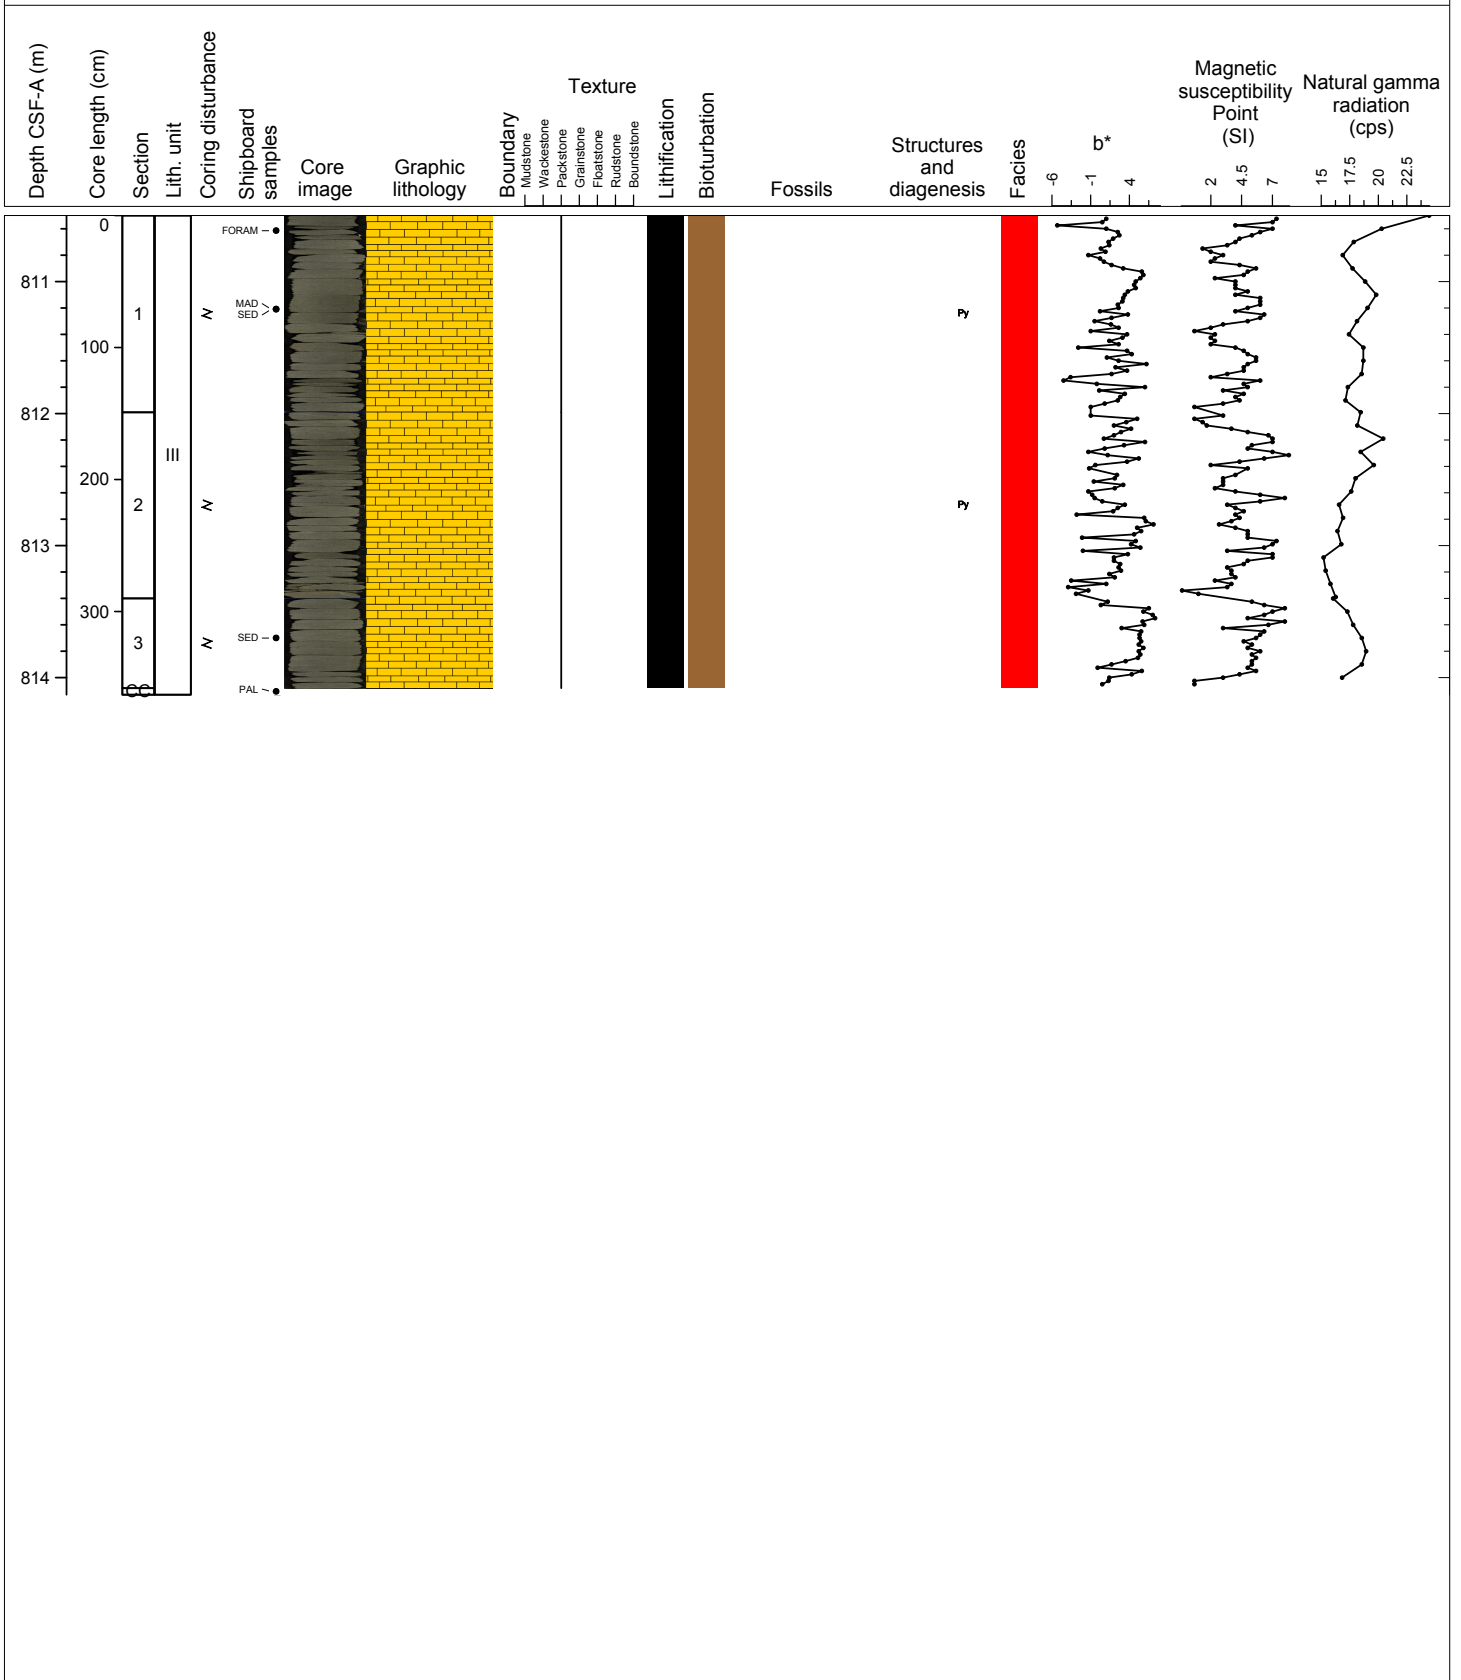 Depth CSF-A (m)
Core length (cm)
Section
Lith. unit
Coring disturbance
Shipboard
samples
Core
image
Graphic
lithology
Boundary
Texture
Mudstone
Wackestone
Packstone
Grainstone
Floatstone
Rudstone
Boundstone
Lithification
Bioturbation
Fossils
Structures
and
diagenesis
Facies
b*
-6
-1
4
Magnetic
susceptibility
Point
(SI)
2
4.5
7
Natural gamma
radiation
(cps)
15
17.5
20
22.5
0
FORAM
811
MAD
SED
1
Py
100
812
III
200
2
Py
813
300
3
SED
814
CC
PAL